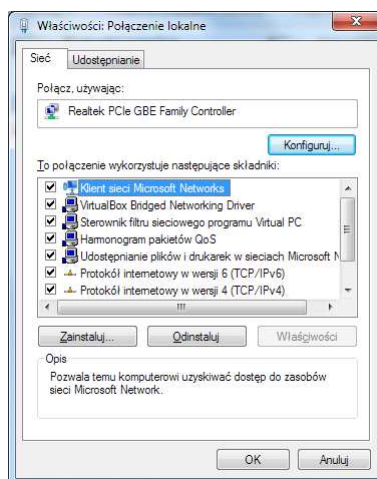 Właściwości: Połączenie lokalne
Sieć Udostępnianie
Połącz, używając:
Realtek PCIe GBE Family Controller
Konfiguruj...
To połączenie wykorzystuje następujące składniki:
Klient sieci Microsoft Networks
VirtualBox Bridged Networking Driver
Sterownik filtru sieciowego programu Virtual PC
Harmonogram pakietów QoS
Udostępnianie plików i drukarek w sieciach Microsoft N
Protokół internetowy w wersji 6 (TCP/IPv6)
Protokół internetowy w wersji 4 (TCP/IPv4)
Zainstaluj... Odinstaluj Właściwości
Opis
Pozwala temu komputerowi uzyskiwać dostęp do zasobów
sieci Microsoft Network.
OK Anuluj